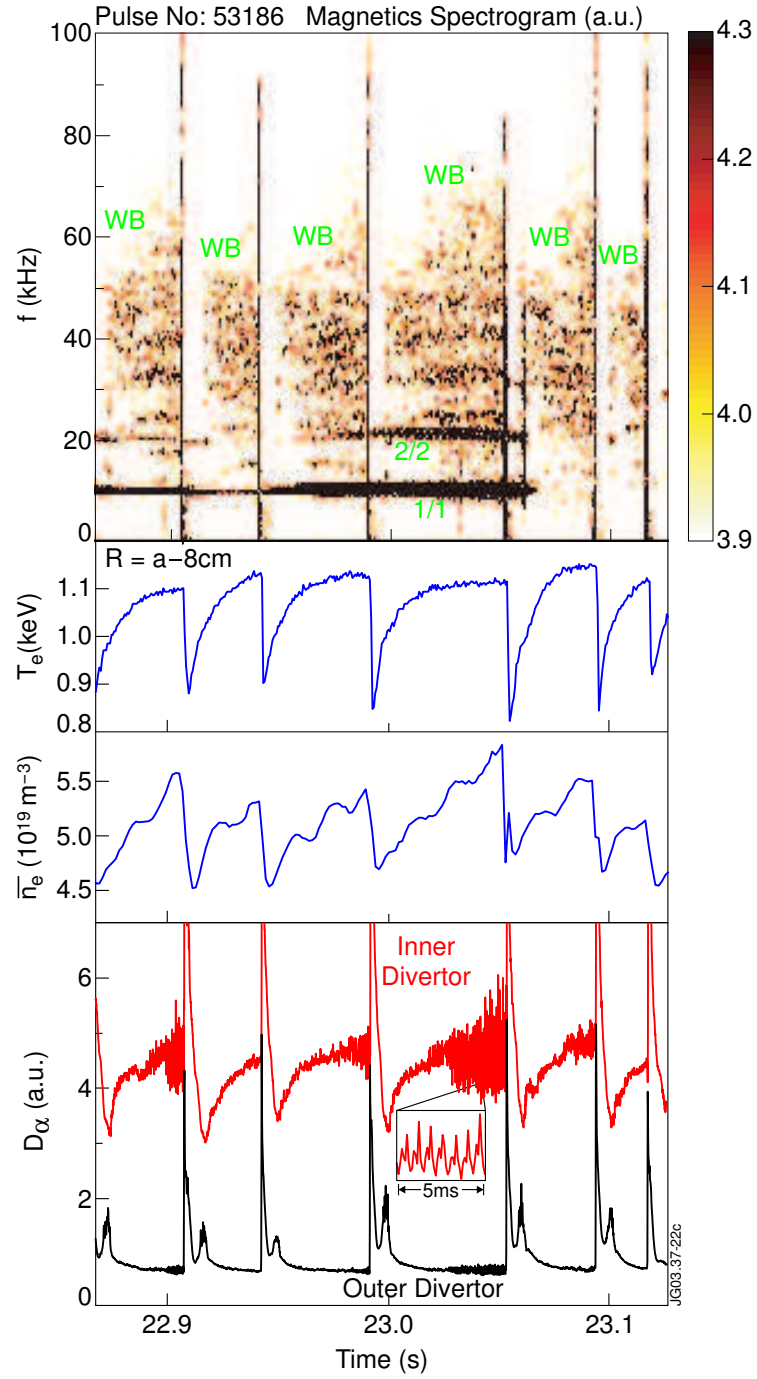 Pulse No: 53186 Magnetics Spectrogram (a.u.)
100
80
60
40
20
0
f (kHz)
WB
WB
WB
WB
WB
WB
2/2
1/1
4.3
4.2
4.1
4.0
3.9
R = a−8cm
1.1
1.0
0.9
0.8
Te(keV)
5.5
5.0
4.5
ne (10^19 m^−3)
6
4
2
0
Dα (a.u.)
Inner
Divertor
5ms
Outer Divertor
JG03.37-22c
22.9 23.0 23.1
Time (s)